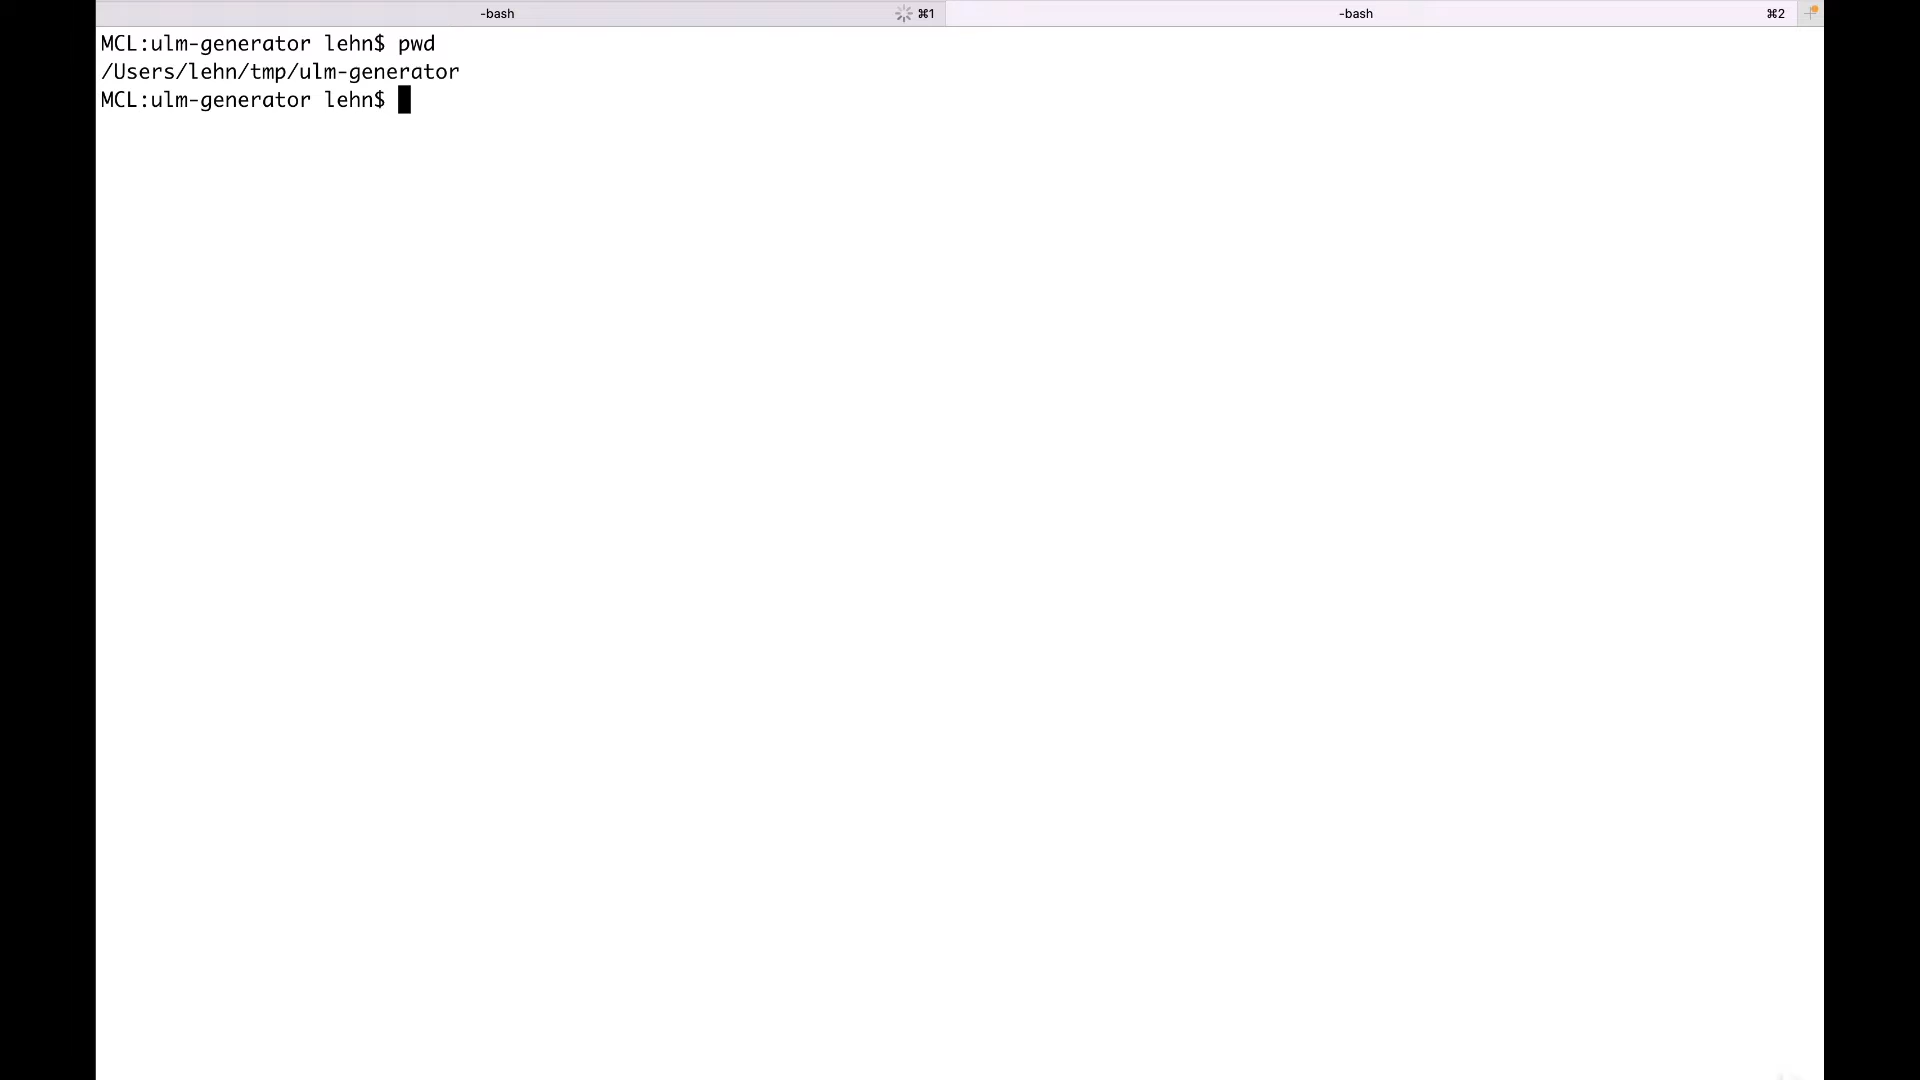 -bash ⌘1 -bash ⌘2
MCL:ulm-generator lehn$ pwd
/Users/lehn/tmp/ulm-generator
MCL:ulm-generator lehn$